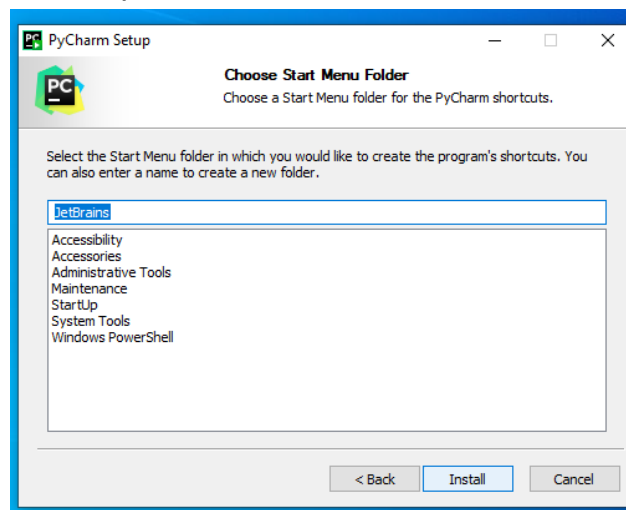 PyCharm Setup
PC
Choose Start Menu Folder
Choose a Start Menu folder for the PyCharm shortcuts.
Select the Start Menu folder in which you would like to create the program's shortcuts. You
can also enter a name to create a new folder.
JetBrains
Accessibility
Accessories
Administrative Tools
Maintenance
StartUp
System Tools
Windows PowerShell
< Back Install Cancel